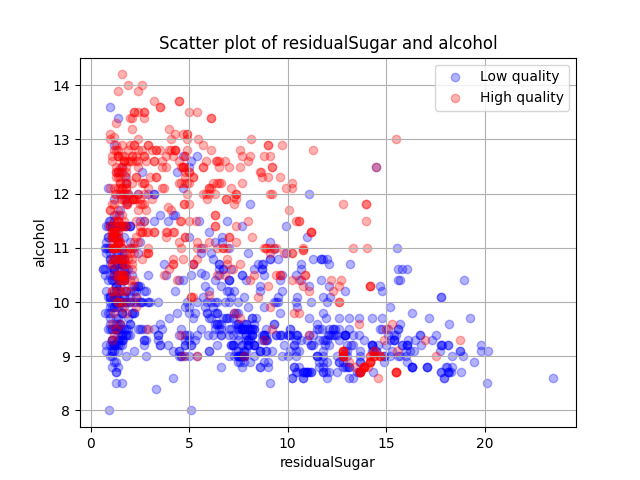 Scatter plot of residualSugar and alcohol
Low quality
High quality
14
13
12
11
10
9
8
alcohol
0 5 10 15 20
residualSugar